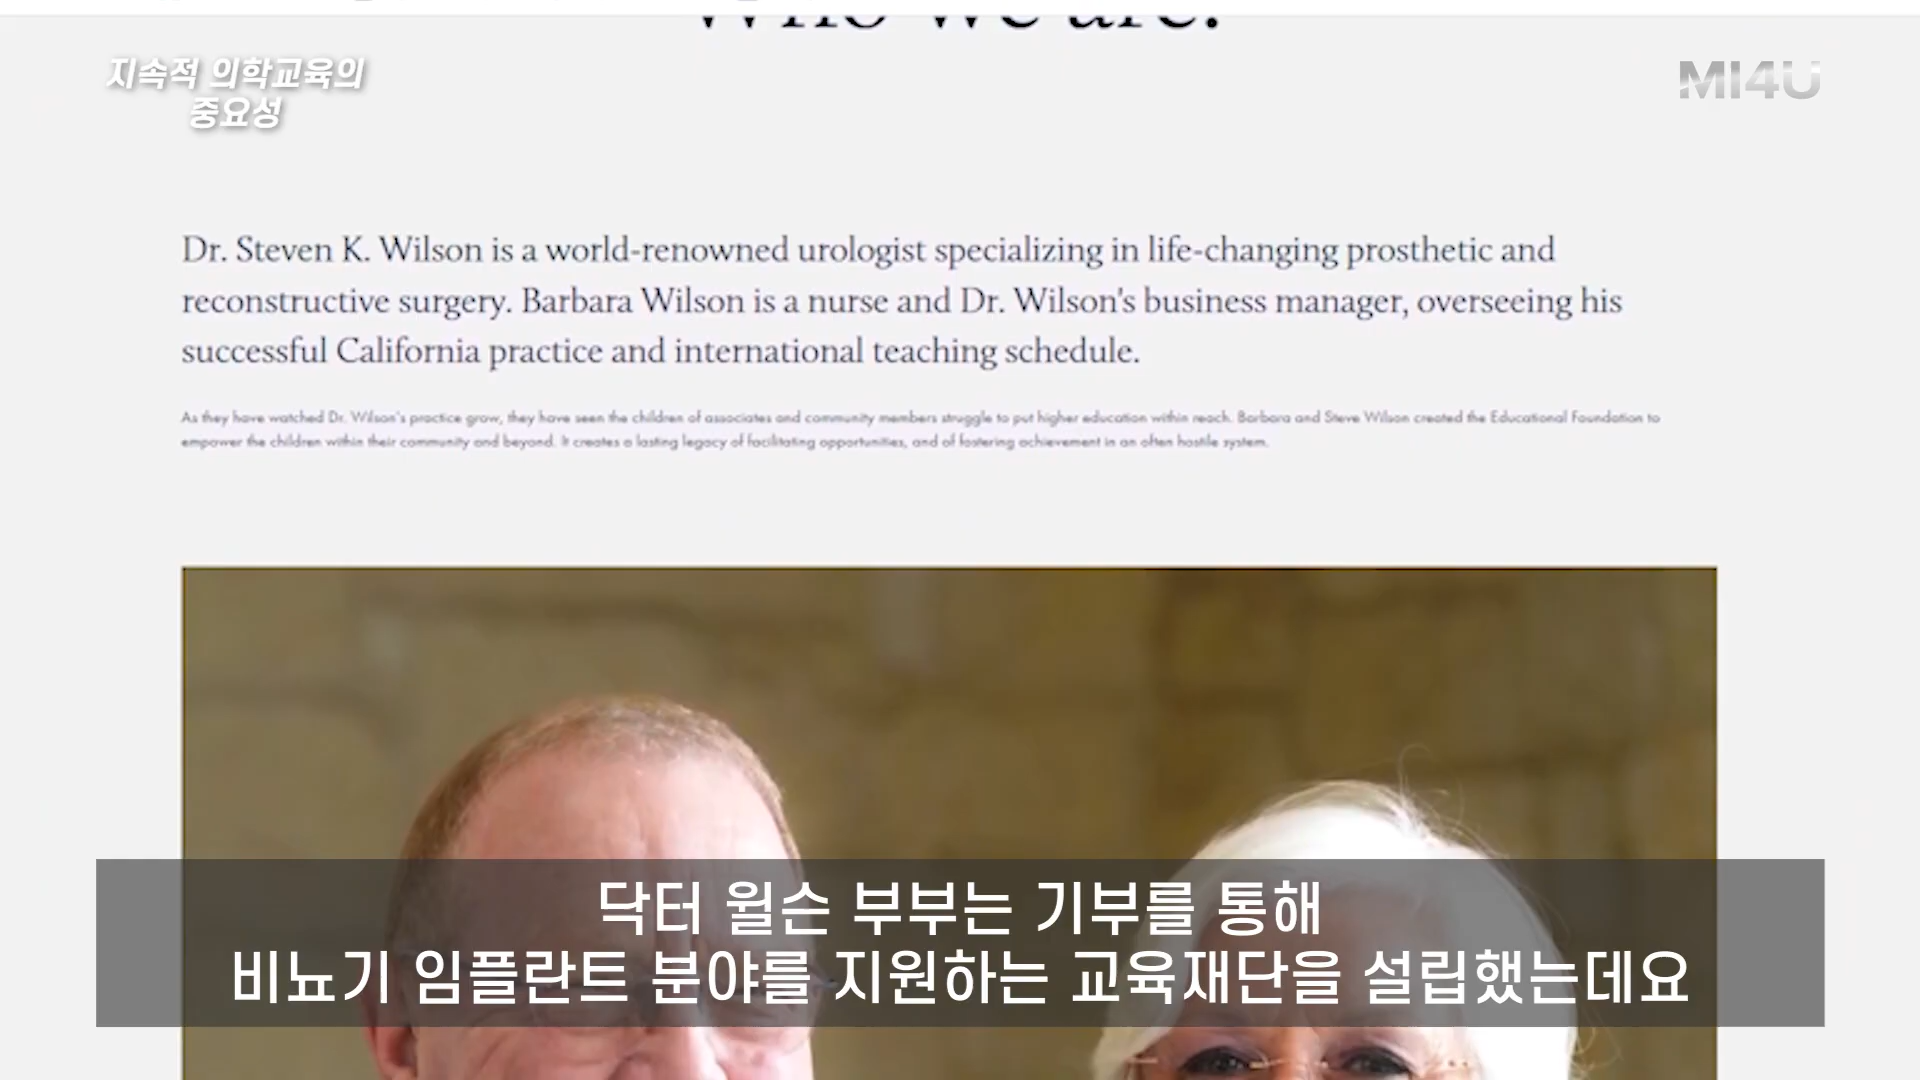 Who we are.
지속적 의학교육의
중요성
MI4U
Dr. Steven K. Wilson is a world-renowned urologist specializing in life-changing prosthetic and
reconstructive surgery. Barbara Wilson is a nurse and Dr. Wilson's business manager, overseeing his
successful California practice and international teaching schedule.
As they have watched Dr. Wilson's practice grow, they have seen the children of associates and community members struggle to put higher education within reach. Barbara and Steve Wilson created the Educational Foundation to
empower the children within their community and beyond. It creates a lasting legacy of facilitating opportunities, and of fostering achievement in an often hostile system.
닥터 윌슨 부부는 기부를 통해
비뇨기 임플란트 분야를 지원하는 교육재단을 설립했는데요